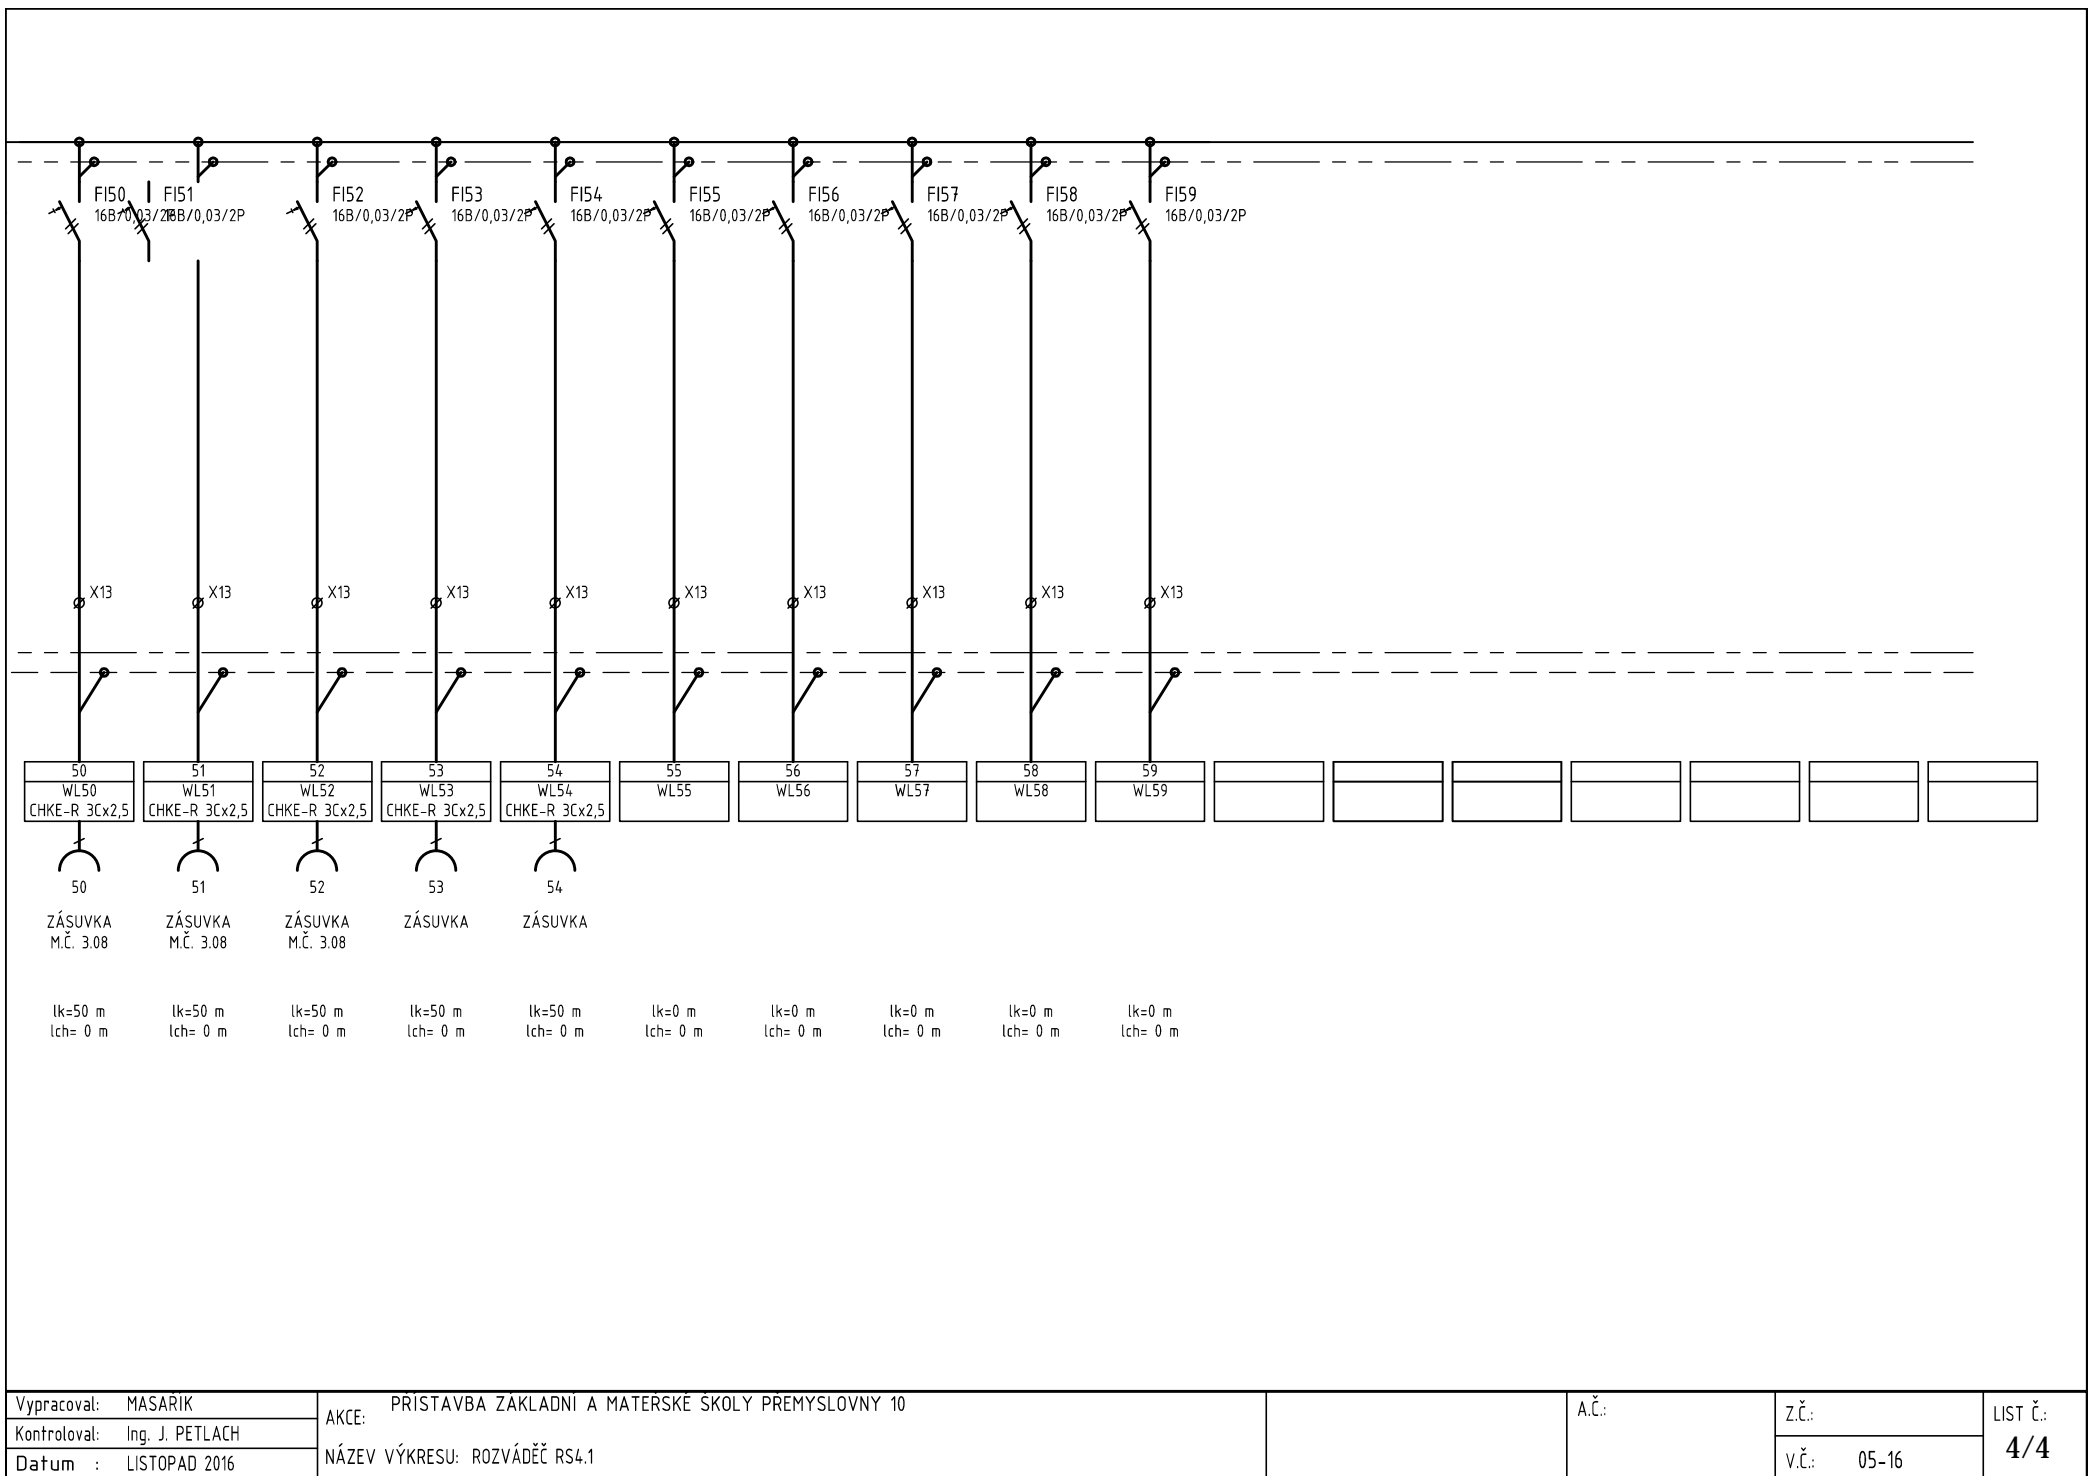 FI50 FI51 FI52 FI53 FI54 FI55 FI56 FI57 FI58 FI59
16B/0,03/2P 16B/0,03/2P 16B/0,03/2P 16B/0,03/2P 16B/0,03/2P 16B/0,03/2P 16B/0,03/2P 16B/0,03/2P 16B/0,03/2P 16B/0,03/2P
X13 X13 X13 X13 X13 X13 X13 X13 X13 X13
50 51 52 53 54 55 56 57 58 59
WL50 WL51 WL52 WL53 WL54 WL55 WL56 WL57 WL58 WL59
CHKE-R 3Cx2,5 CHKE-R 3Cx2,5 CHKE-R 3Cx2,5 CHKE-R 3Cx2,5 CHKE-R 3Cx2,5
50 51 52 53 54
ZÁSUVKA ZÁSUVKA ZÁSUVKA ZÁSUVKA ZÁSUVKA
M.Č. 3.08 M.Č. 3.08 M.Č. 3.08
lk=50 m lk=50 m lk=50 m lk=50 m lk=50 m lk=0 m lk=0 m lk=0 m lk=0 m lk=0 m
lch= 0 m lch= 0 m lch= 0 m lch= 0 m lch= 0 m lch= 0 m lch= 0 m lch= 0 m lch= 0 m lch= 0 m
Vypracoval: MASAŘÍK
Kontroloval: Ing. J. PETLACH
Datum : LISTOPAD 2016
AKCE: PŘÍSTAVBA ZÁKLADNÍ A MATEŘSKÉ ŠKOLY PŘEMYSLOVNY 10
NÁZEV VÝKRESU: ROZVÁDĚČ RS4.1
A.Č.:
Z.Č.:
V.Č.: 05-16
LIST Č.:
4/4